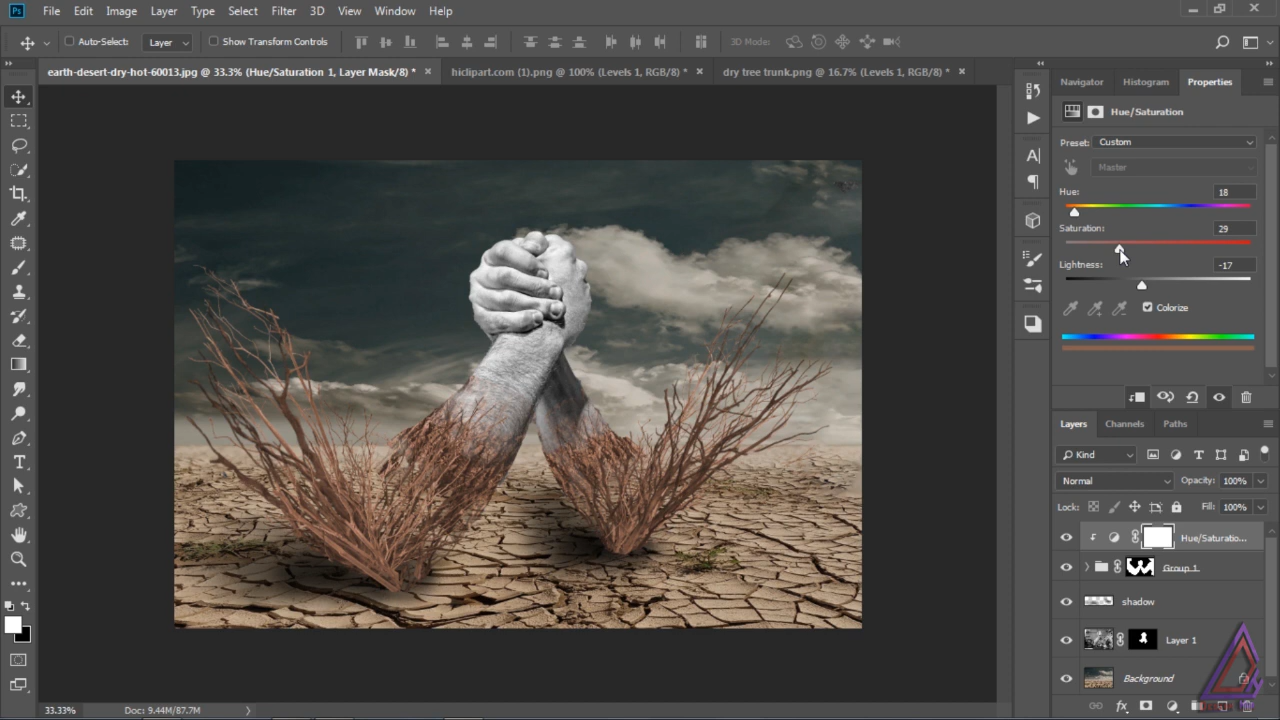 Ps File Edit Image Layer Type Select Filter 3D View Window Help
Auto-Select: Layer Show Transform Controls 3D Mode:
earth-desert-dry-hot-60013.jpg @ 33.3% (Hue/Saturation 1, Layer Mask/8) * × hiclipart.com (1).png @ 100% (Levels 1, RGB/8) * × dry tree trunk.png @ 16.7% (Levels 1, RGB/8) * ×
Navigator Histogram Properties
Hue/Saturation
Preset: Custom
Master
Hue: 18
Saturation: 29
Lightness: -17
Colorize
Layers Channels Paths
Kind
Normal Opacity: 100%
Lock: Fill: 100%
Hue/Saturatio...
Group 1
shadow
Layer 1
Background
33.33% Doc: 9.44M/87.7M